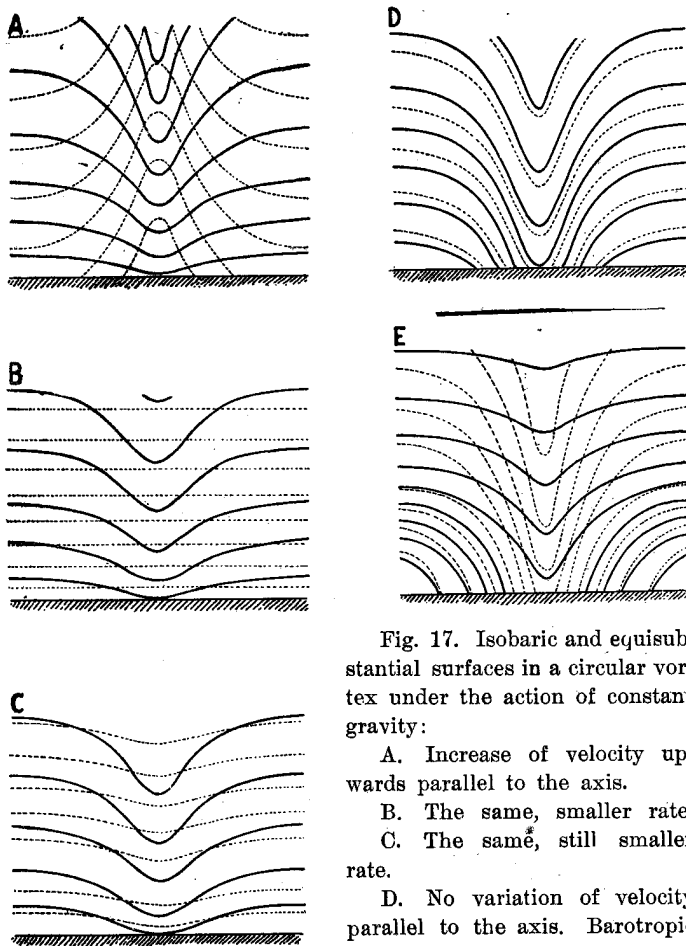 A
D
B
E
C
Fig. 17. Isobaric and equisub
stantial surfaces in a circular vor
tex under the action of constan
gravity:
A. Increase of velocity up
wards parallel to the axis.
B. The same, smaller rate
C. The same, still smaller
rate.
D. No variation of velocity
parallel to the axis. Barotropi